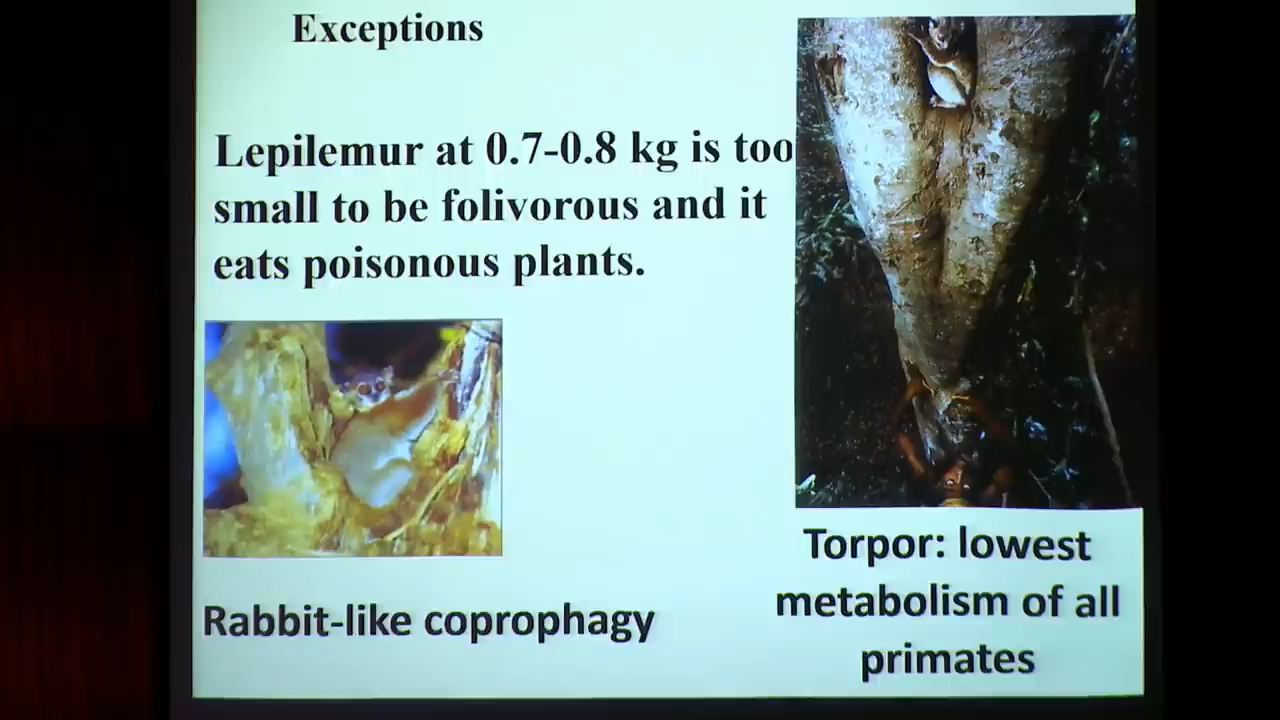 Exceptions
Lepilemur at 0.7-0.8 kg is too
small to be folivorous and it
eats poisonous plants.
Rabbit-like coprophagy
Torpor: lowest
metabolism of all
primates